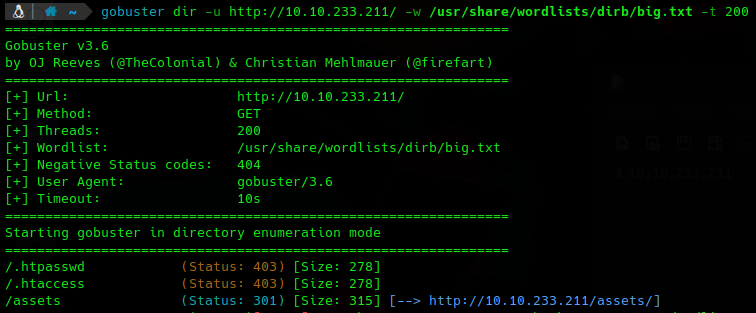 ~ gobuster dir -u http://10.10.233.211/ -w /usr/share/wordlists/dirb/big.txt -t 200
===============================================================
Gobuster v3.6
by OJ Reeves (@TheColonial) & Christian Mehlmauer (@firefart)
===============================================================
[+] Url:                     http://10.10.233.211/
[+] Method:                  GET
[+] Threads:                 200
[+] Wordlist:                /usr/share/wordlists/dirb/big.txt
[+] Negative Status codes:   404
[+] User Agent:              gobuster/3.6
[+] Timeout:                 10s
===============================================================
Starting gobuster in directory enumeration mode
===============================================================
/.htpasswd            (Status: 403) [Size: 278]
/.htaccess            (Status: 403) [Size: 278]
/assets               (Status: 301) [Size: 315] [--> http://10.10.233.211/assets/]